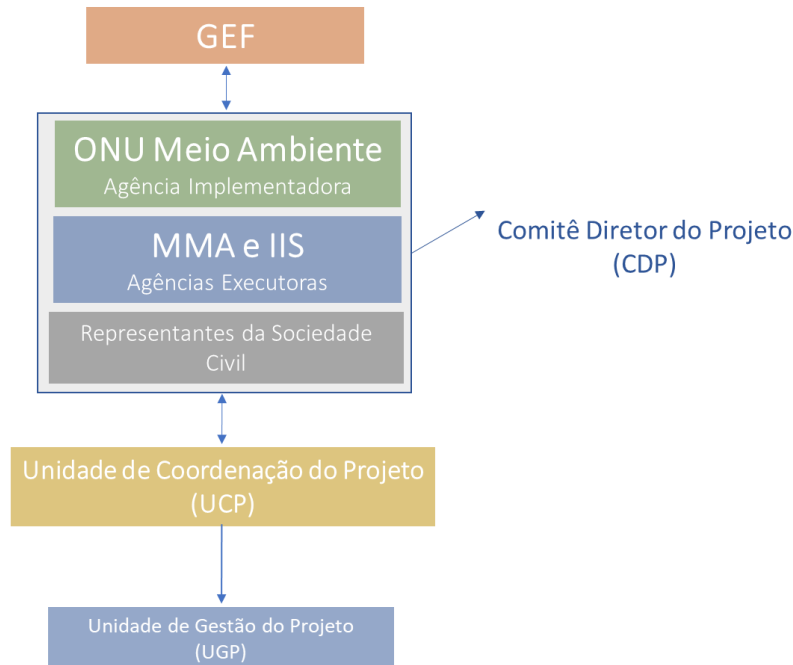 GEF
ONU Meio Ambiente
Agência Implementadora
MMA e IIS
Agências Executoras
Representantes da Sociedade
Civil
Comitê Diretor do Projeto
(CDP)
Unidade de Coordenação do Projeto
(UCP)
Unidade de Gestão do Projeto
(UGP)